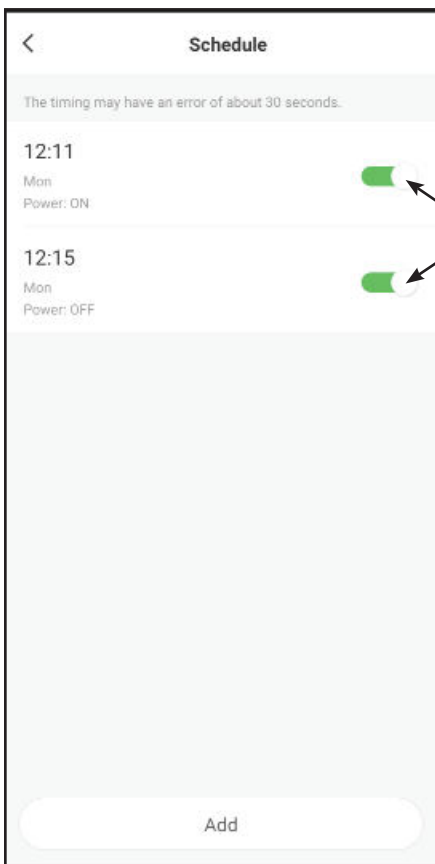 Schedule
The timing may have an error of about 30 seconds.
12:11
Mon
Power: ON
12:15
Mon
Power: OFF
Add